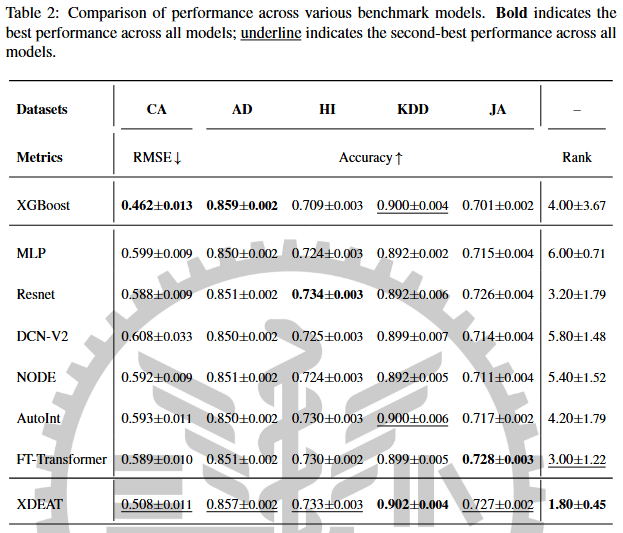 Table 2: Comparison of performance across various benchmark models. Bold indicates the
best performance across all models; underline indicates the second-best performance across all
models.
Datasets CA AD HI KDD JA –
Metrics RMSE↓ Accuracy↑ Rank
XGBoost 0.462±0.013 0.859±0.002 0.709±0.003 0.900±0.004 0.701±0.002 4.00±3.67
MLP 0.599±0.009 0.850±0.002 0.724±0.003 0.892±0.002 0.715±0.004 6.00±0.71
Resnet 0.588±0.009 0.851±0.002 0.734±0.003 0.892±0.006 0.726±0.004 3.20±1.79
DCN-V2 0.608±0.033 0.850±0.002 0.725±0.003 0.899±0.007 0.714±0.004 5.80±1.48
NODE 0.592±0.009 0.851±0.002 0.724±0.003 0.892±0.005 0.711±0.004 5.40±1.52
AutoInt 0.593±0.011 0.850±0.002 0.730±0.003 0.900±0.006 0.717±0.002 4.20±1.79
FT-Transformer 0.589±0.010 0.851±0.002 0.730±0.002 0.899±0.005 0.728±0.003 3.00±1.22
XDEAT 0.508±0.011 0.857±0.002 0.733±0.003 0.902±0.004 0.727±0.002 1.80±0.45